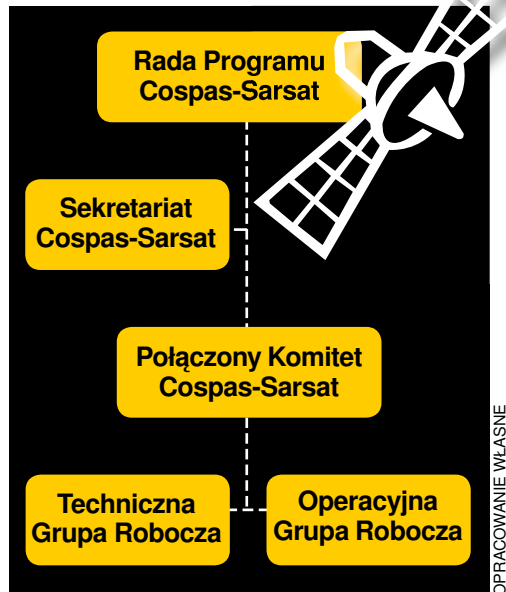 Rada Programu
Cospas-Sarsat
Sekretariat
Cospas-Sarsat
Połączony Komitet
Cospas-Sarsat
Techniczna
Grupa Robocza
Operacyjna
Grupa Robocza
OPRACOWANIE WŁASNE